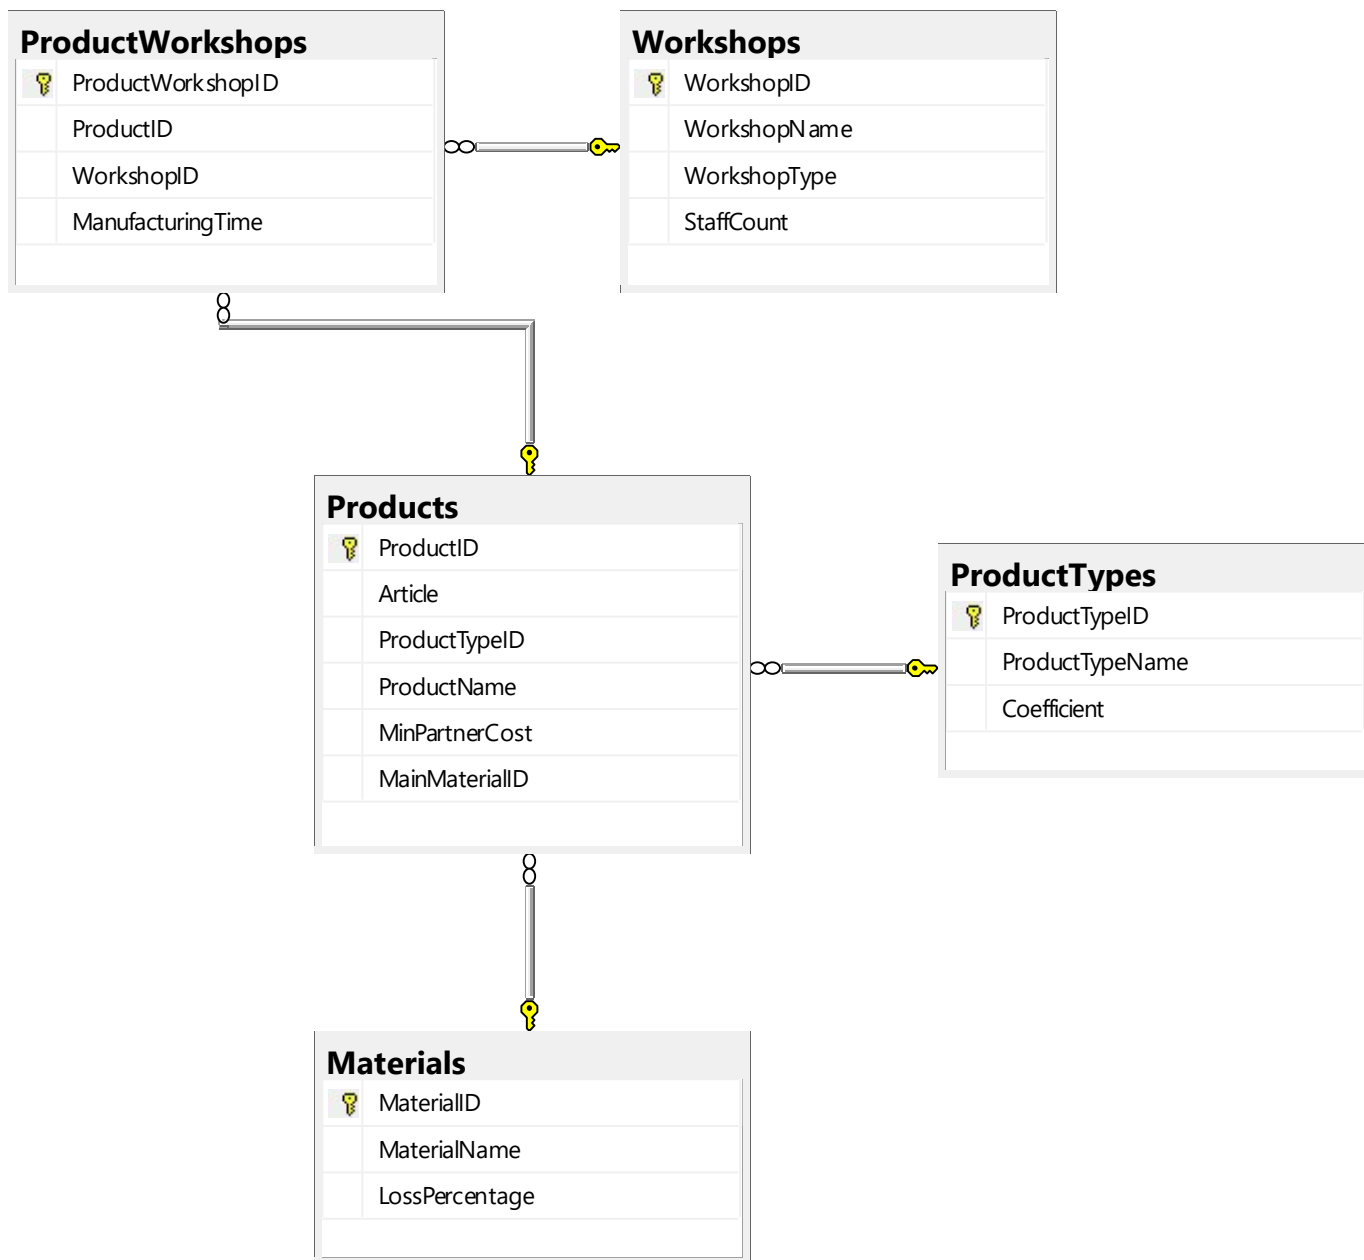 ProductWorkshops
ProductWorkshopID
ProductID
WorkshopID
ManufacturingTime
Workshops
WorkshopID
WorkshopName
WorkshopType
StaffCount
Products
ProductID
Article
ProductTypeID
ProductName
MinPartnerCost
MainMaterialID
ProductTypes
ProductTypeID
ProductTypeName
Coefficient
Materials
MaterialID
MaterialName
LossPercentage